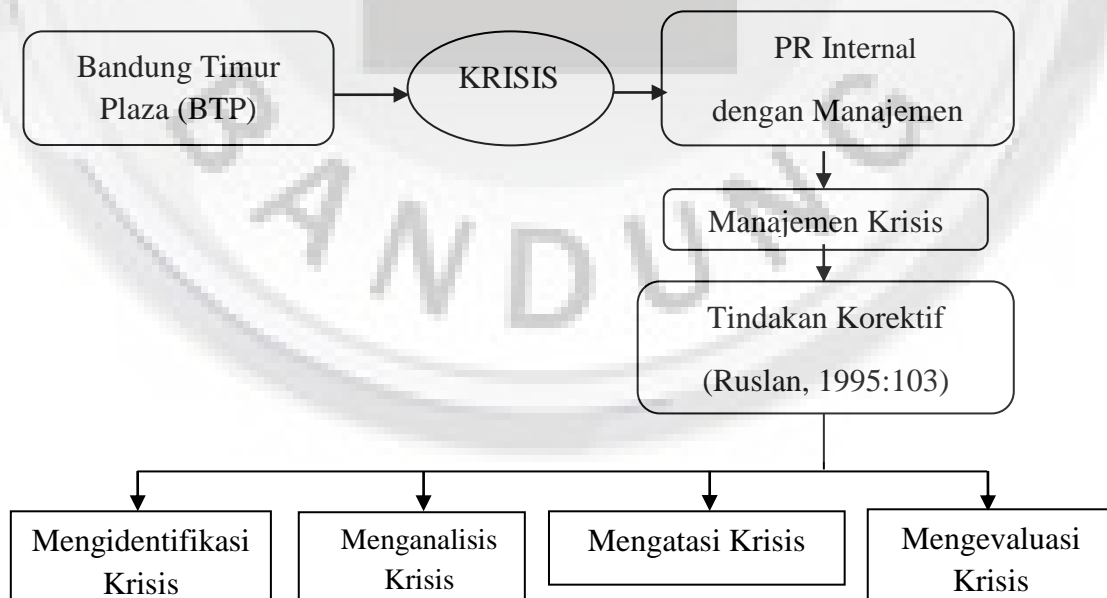 Bandung Timur
Plaza (BTP)
KRISIS
PR Internal
dengan Manajemen
Manajemen Krisis
Tindakan Korektif
(Ruslan, 1995:103)
Mengidentifikasi
Krisis
Menganalisis
Krisis
Mengatasi Krisis
Mengevaluasi
Krisis
BANDUNG